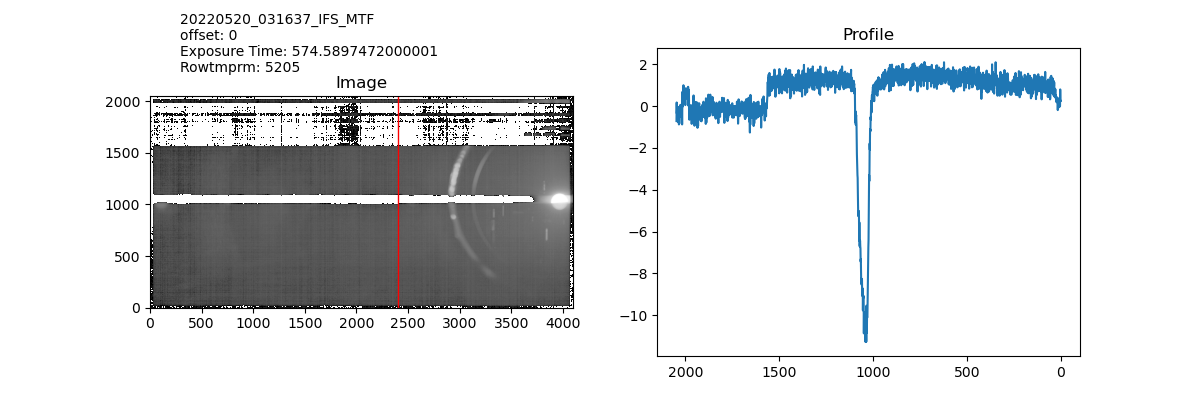 20220520_031637_IFS_MTF
offset: 0
Exposure Time: 574.5897472000001
Rowtmprm: 5205
Image
2000
1500
1000
500
0
0 500 1000 1500 2000 2500 3000 3500 4000
Profile
2
0
−2
−4
−6
−8
−10
2000 1500 1000 500 0